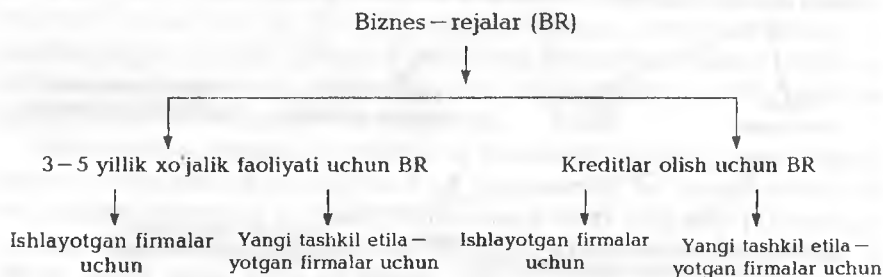 Biznes—rejalar (BR)
3—5 yillik xo'jalik faoliyati uchun BR
Kreditlar olish uchun BR
Ishlayotgan firmalar
uchun
Yangi tashkil etila—
yotgan firmalar uchun
Ishlayotgan firmalar
uchun
Yangi tashkil etila—
yotgan firmalar uchun